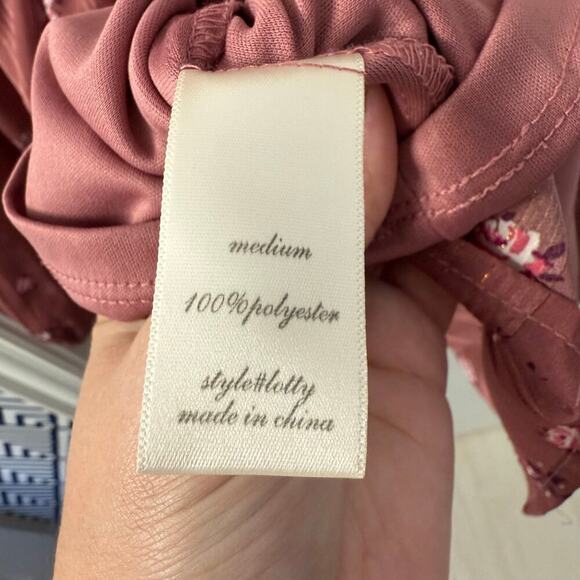 medium
100%polyester
style#lotty
made in china